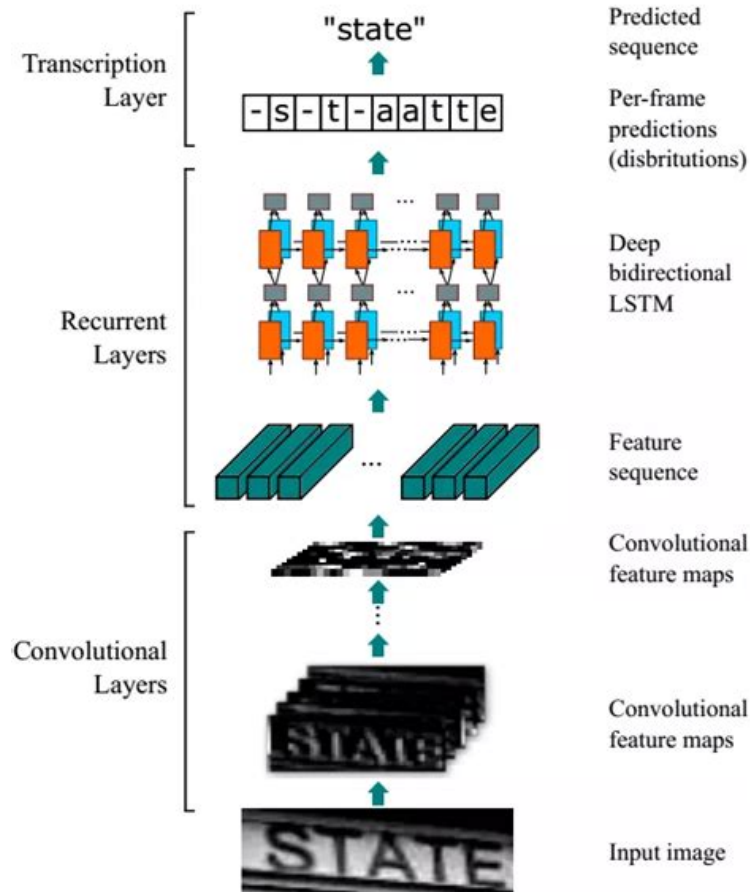 "state"
Predicted
sequence
Transcription
Layer
- s - t - a a t t e
Per-frame
predictions
(disbritutions)
...
...
Deep
bidirectional
LSTM
...
...
Recurrent
Layers
...
Feature
sequence
Convolutional
feature maps
Convolutional
Layers
STATE
Convolutional
feature maps
STATE
Input image